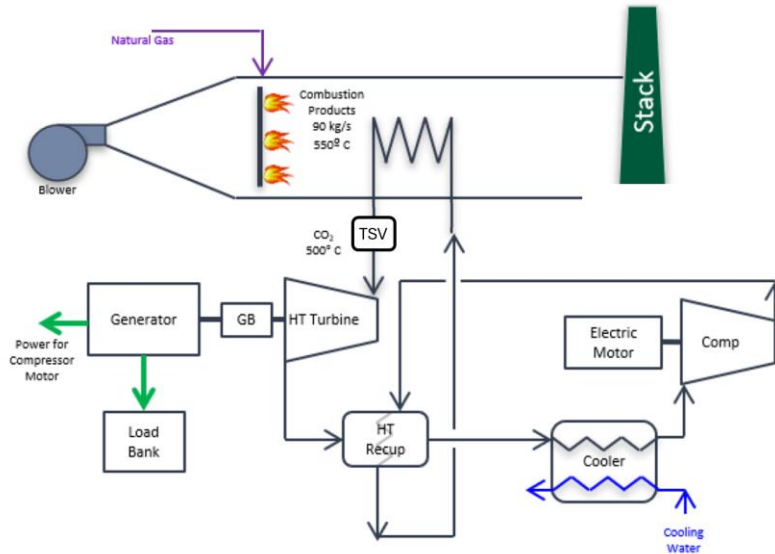 Natural Gas
Combustion
Products
90 kg/s
550º C
Stack
Blower
CO₂
500° C
TSV
Generator
GB
HT Turbine
Electric
Motor
Comp
Power for
Compressor
Motor
Load
Bank
HT
Recup
Cooler
Cooling
Water